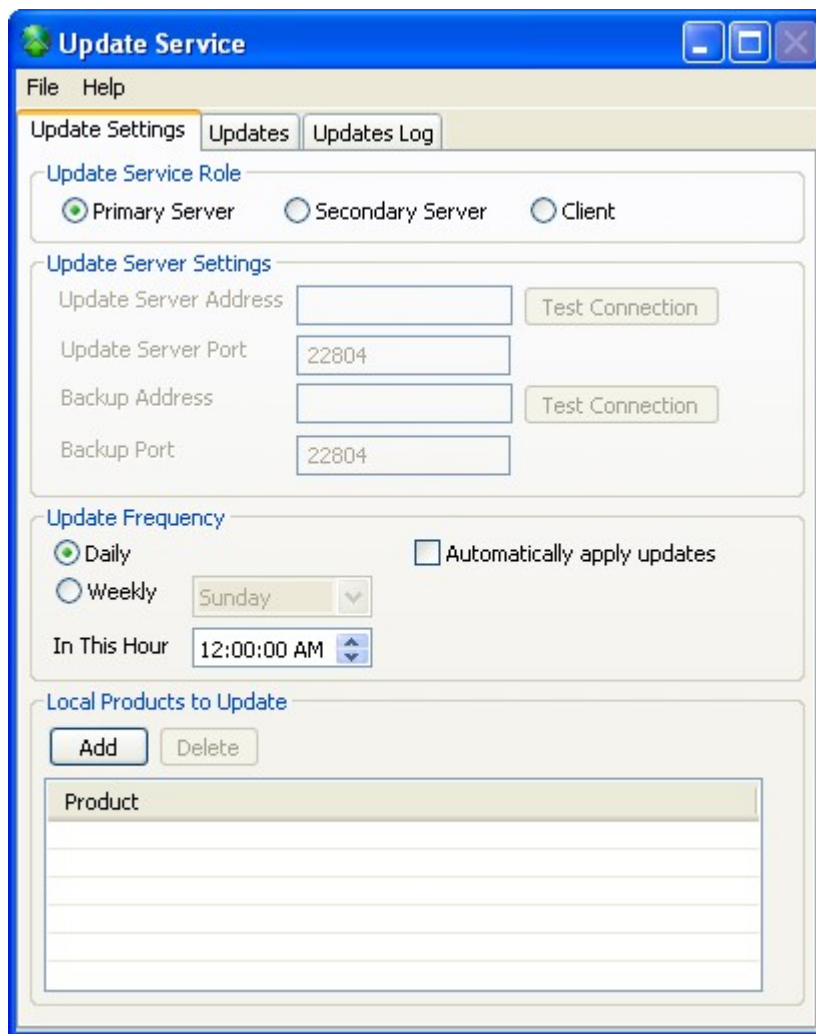 Update Service
File Help
Update Settings Updates Updates Log
Update Service Role
Primary Server Secondary Server Client
Update Server Settings
Update Server Address Test Connection
Update Server Port 22804
Backup Address Test Connection
Backup Port 22804
Update Frequency
Daily Automatically apply updates
Weekly Sunday
In This Hour 12:00:00 AM
Local Products to Update
Add Delete
Product